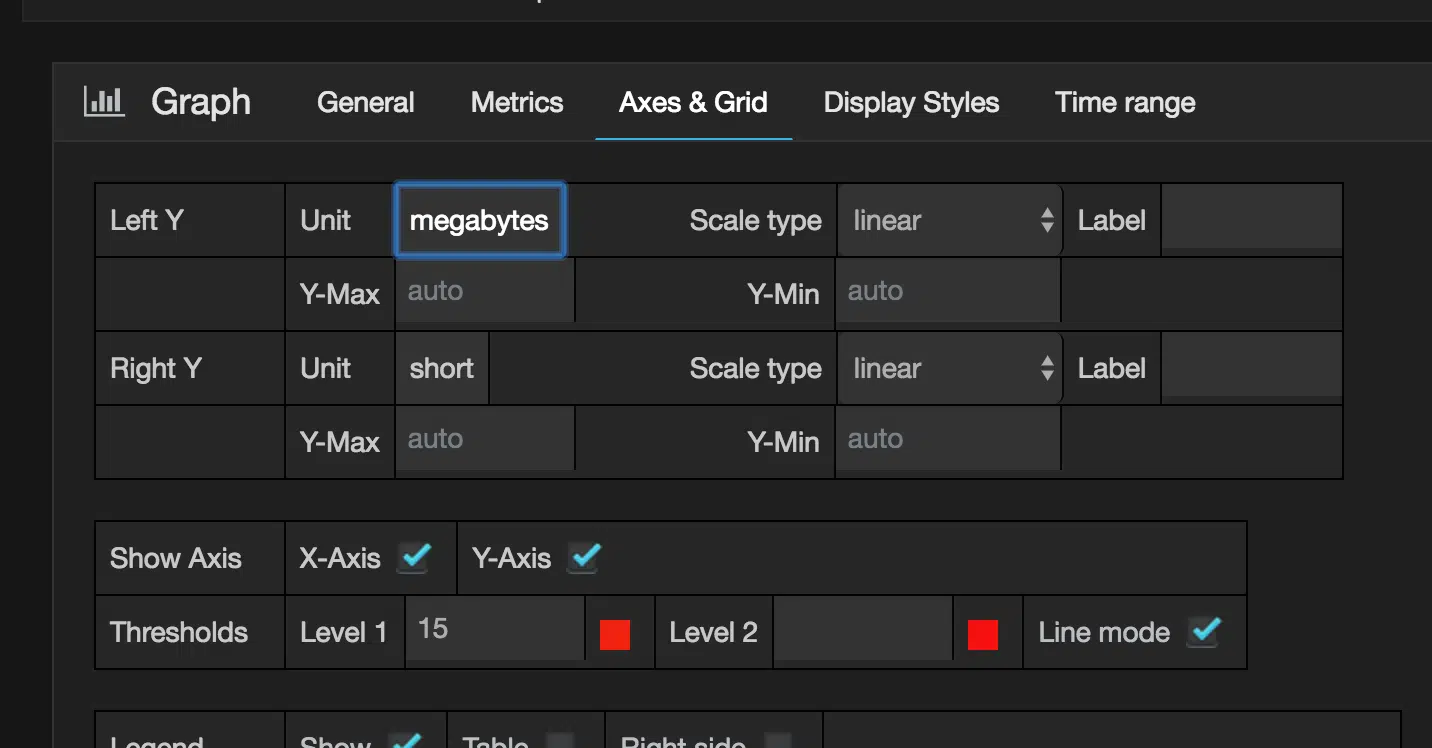 Graph General Metrics Axes & Grid Display Styles Time range
Left Y Unit megabytes Scale type linear Label
Y-Max auto Y-Min auto
Right Y Unit short Scale type linear Label
Y-Max auto Y-Min auto
Show Axis X-Axis Y-Axis
Thresholds Level 1 15 Level 2 Line mode
Legend Show Table Right side